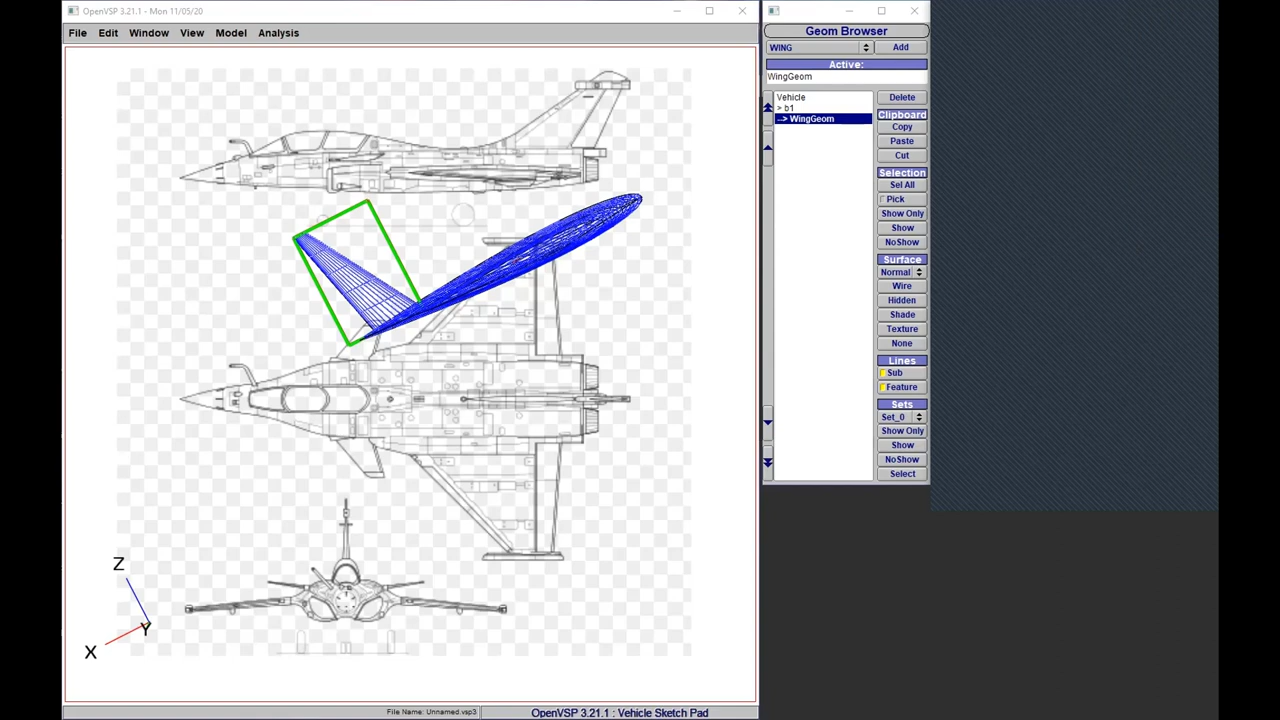 OpenVSP 3.21.1 - Mon 11/05/20
File Edit Window View Model Analysis
Z
Y
X
File Name: Unnamed.vsp3
OpenVSP 3.21.1 : Vehicle Sketch Pad
Geom Browser
WING
Add
Active:
WingGeom
Vehicle
> b1
--> WingGeom
Delete
Clipboard
Copy
Paste
Cut
Selection
Sel All
Pick
Show Only
Show
NoShow
Surface
Normal
Wire
Hidden
Shade
Texture
None
Lines
Sub
Feature
Sets
Set_0
Show Only
Show
NoShow
Select